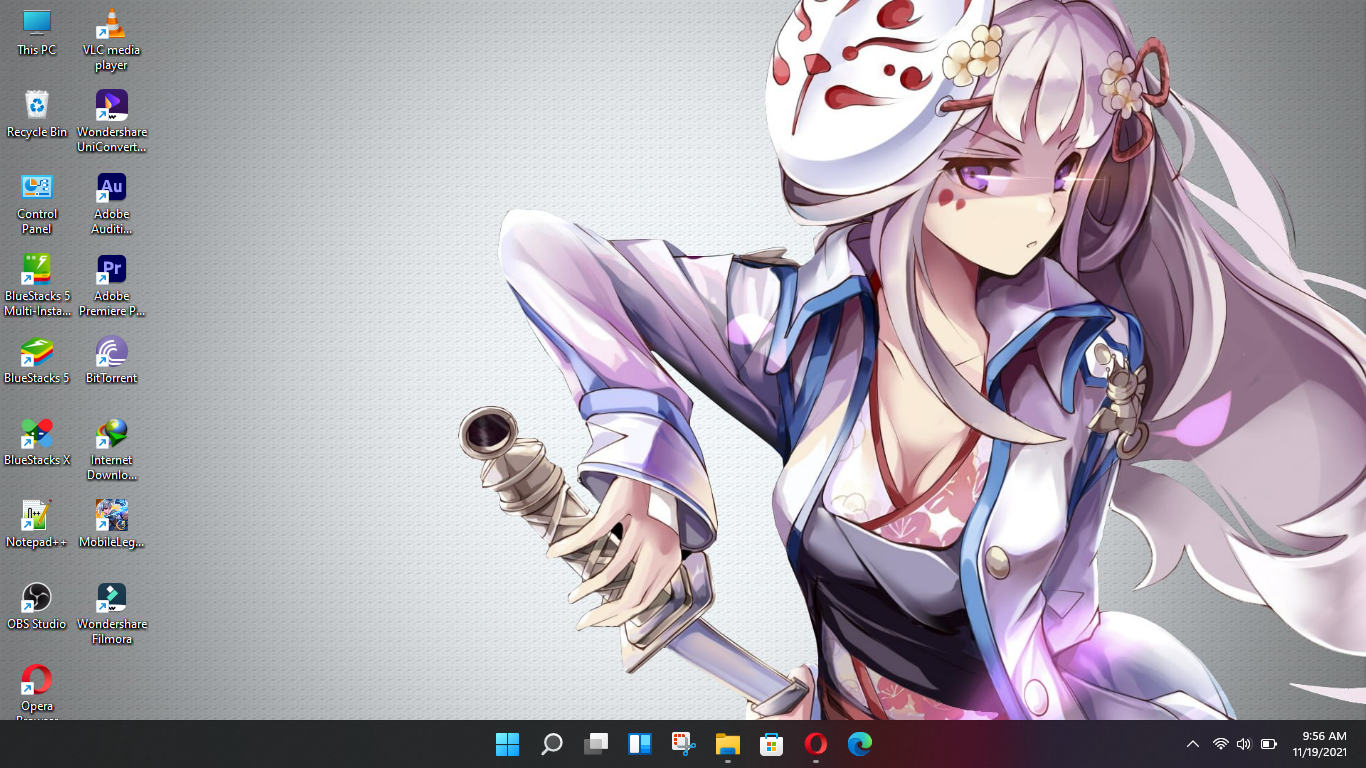 This PC
VLC media
player
Recycle Bin
Wondershare
UniConvert...
Control
Panel
Au
Adobe
Auditi...
BlueStacks 5
Multi-Insta...
Pr
Adobe
Premiere P...
BlueStacks 5
BitTorrent
BlueStacks X
Internet
Downlo...
Notepad++
MobileLeg...
OBS Studio
Wondershare
Filmora
Opera
Browser
9:56 AM
11/19/2021